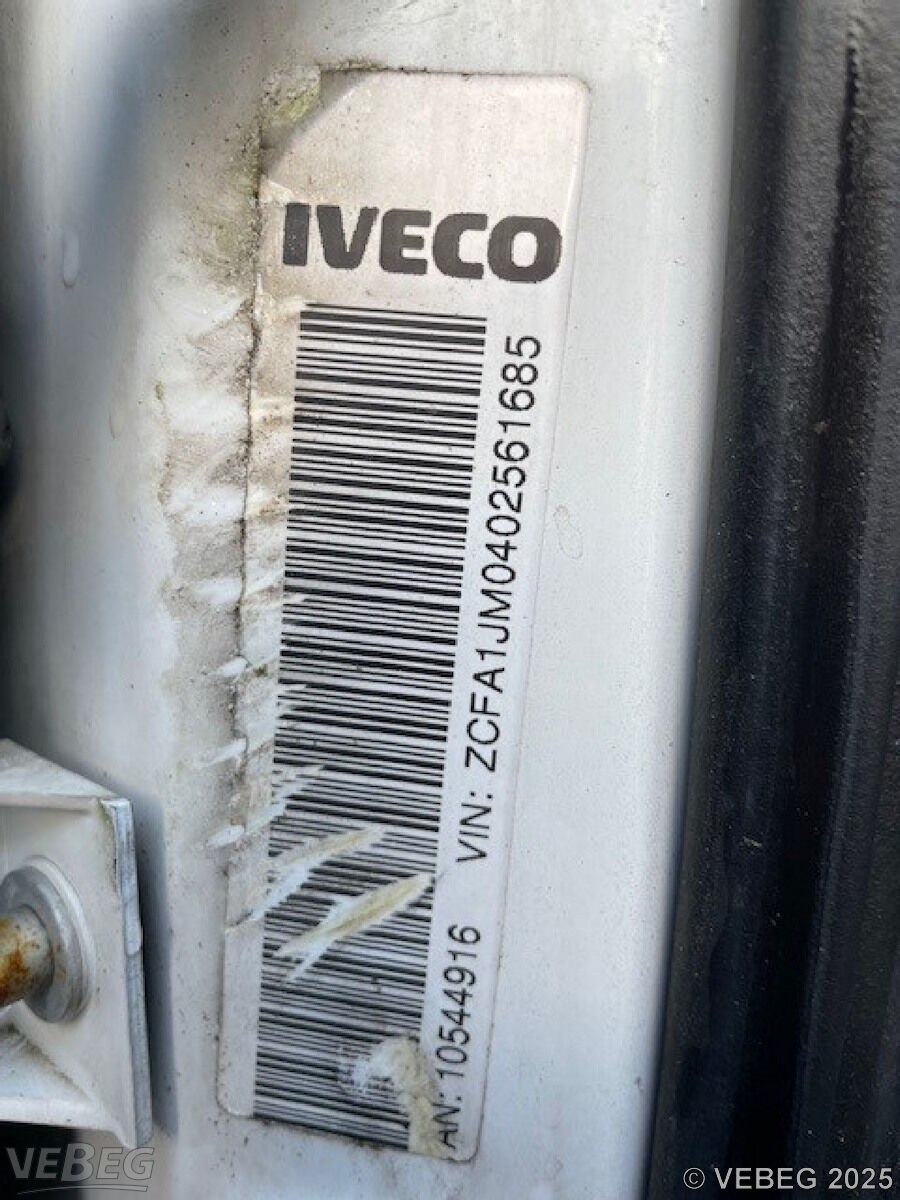 IVECO
AN: 10544916 VIN: ZCFA1JM0402561685
VEBEG
© VEBEG 2025